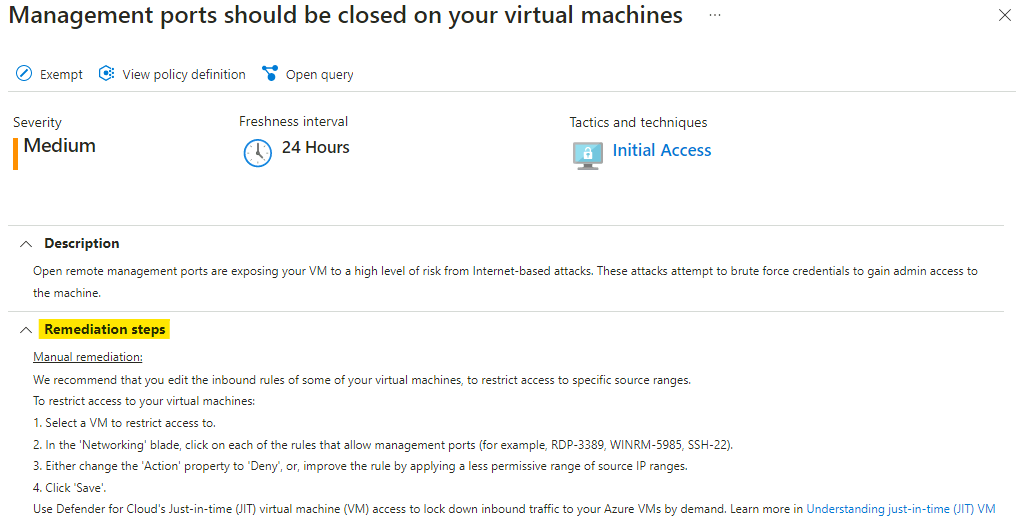 Management ports should be closed on your virtual machines ...
Exempt View policy definition Open query
Severity Freshness interval Tactics and techniques
Medium 24 Hours Initial Access
Description
Open remote management ports are exposing your VM to a high level of risk from Internet-based attacks. These attacks attempt to brute force credentials to gain admin access to
the machine.
Remediation steps
Manual remediation:
We recommend that you edit the inbound rules of some of your virtual machines, to restrict access to specific source ranges.
To restrict access to your virtual machines:
1. Select a VM to restrict access to.
2. In the 'Networking' blade, click on each of the rules that allow management ports (for example, RDP-3389, WINRM-5985, SSH-22).
3. Either change the 'Action' property to 'Deny', or, improve the rule by applying a less permissive range of source IP ranges.
4. Click 'Save'.
Use Defender for Cloud's Just-in-time (JIT) virtual machine (VM) access to lock down inbound traffic to your Azure VMs by demand. Learn more in Understanding just-in-time (JIT) VM